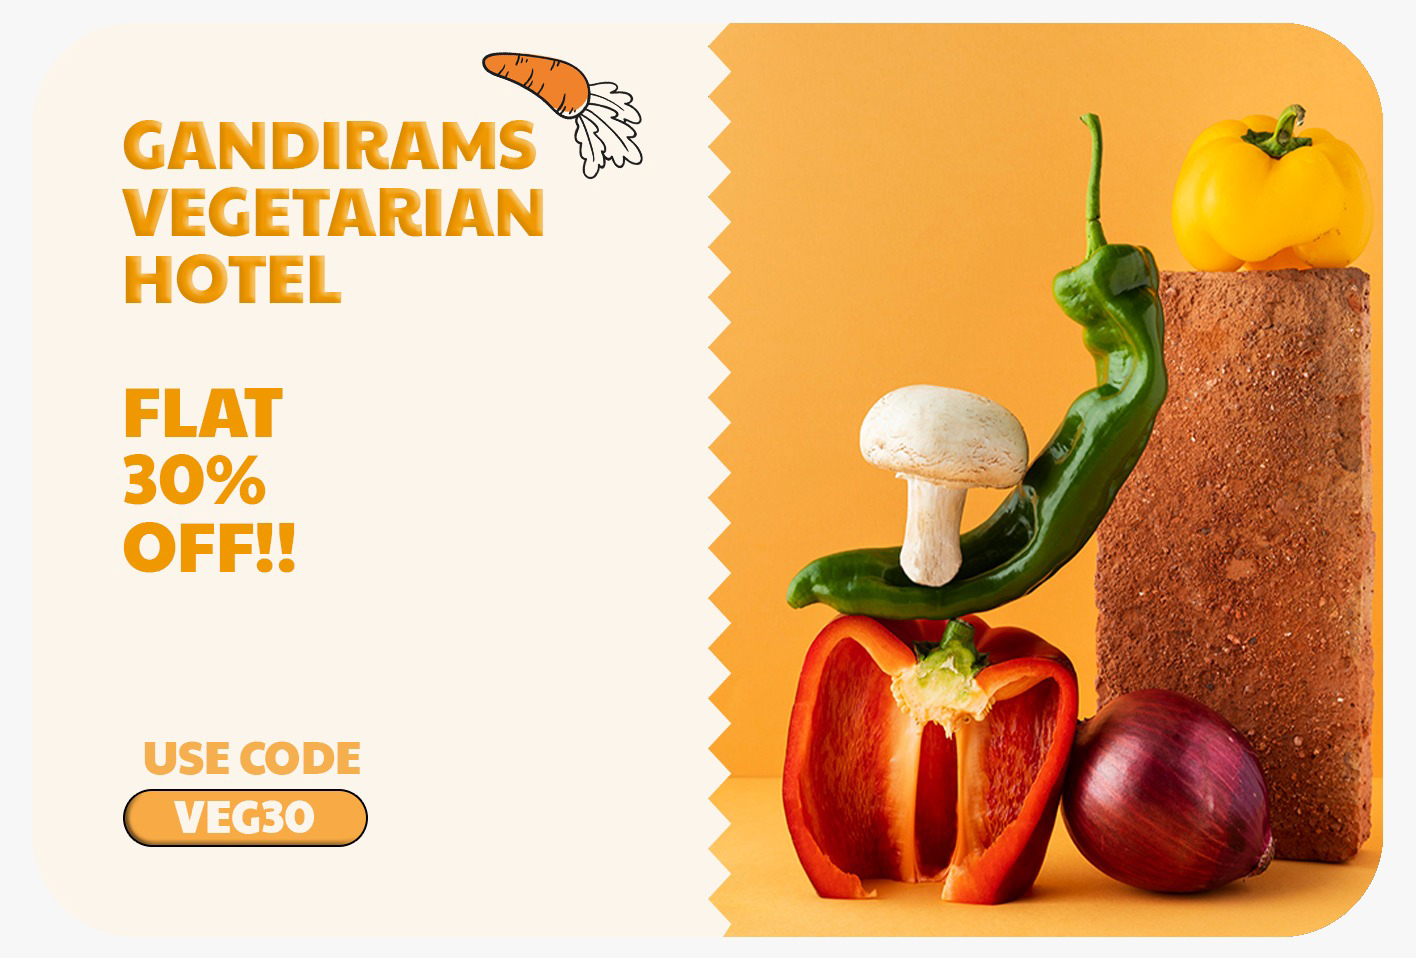 GANDIRAMS
VEGETARIAN
HOTEL
FLAT
30%
OFF!!
USE CODE
VEG30